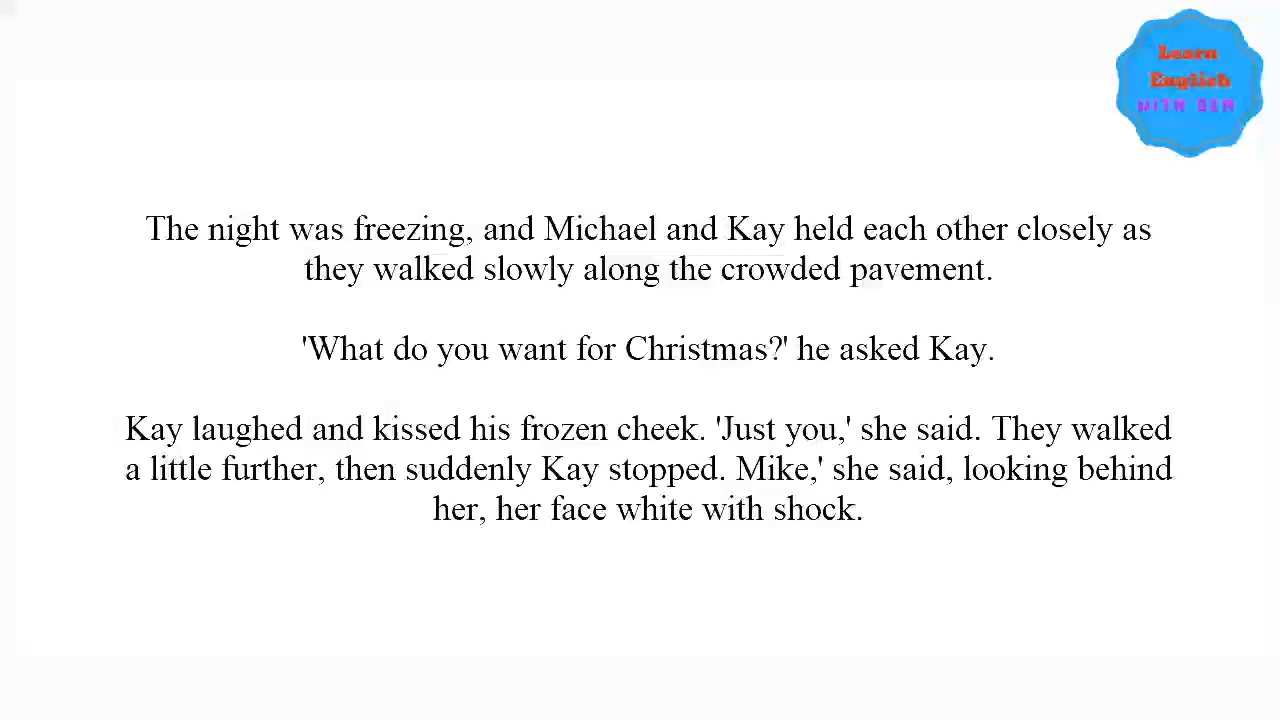 Learn
English
WITH BEN
The night was freezing, and Michael and Kay held each other closely as
they walked slowly along the crowded pavement.
'What do you want for Christmas?' he asked Kay.
Kay laughed and kissed his frozen cheek. 'Just you,' she said. They walked
a little further, then suddenly Kay stopped. Mike,' she said, looking behind
her, her face white with shock.